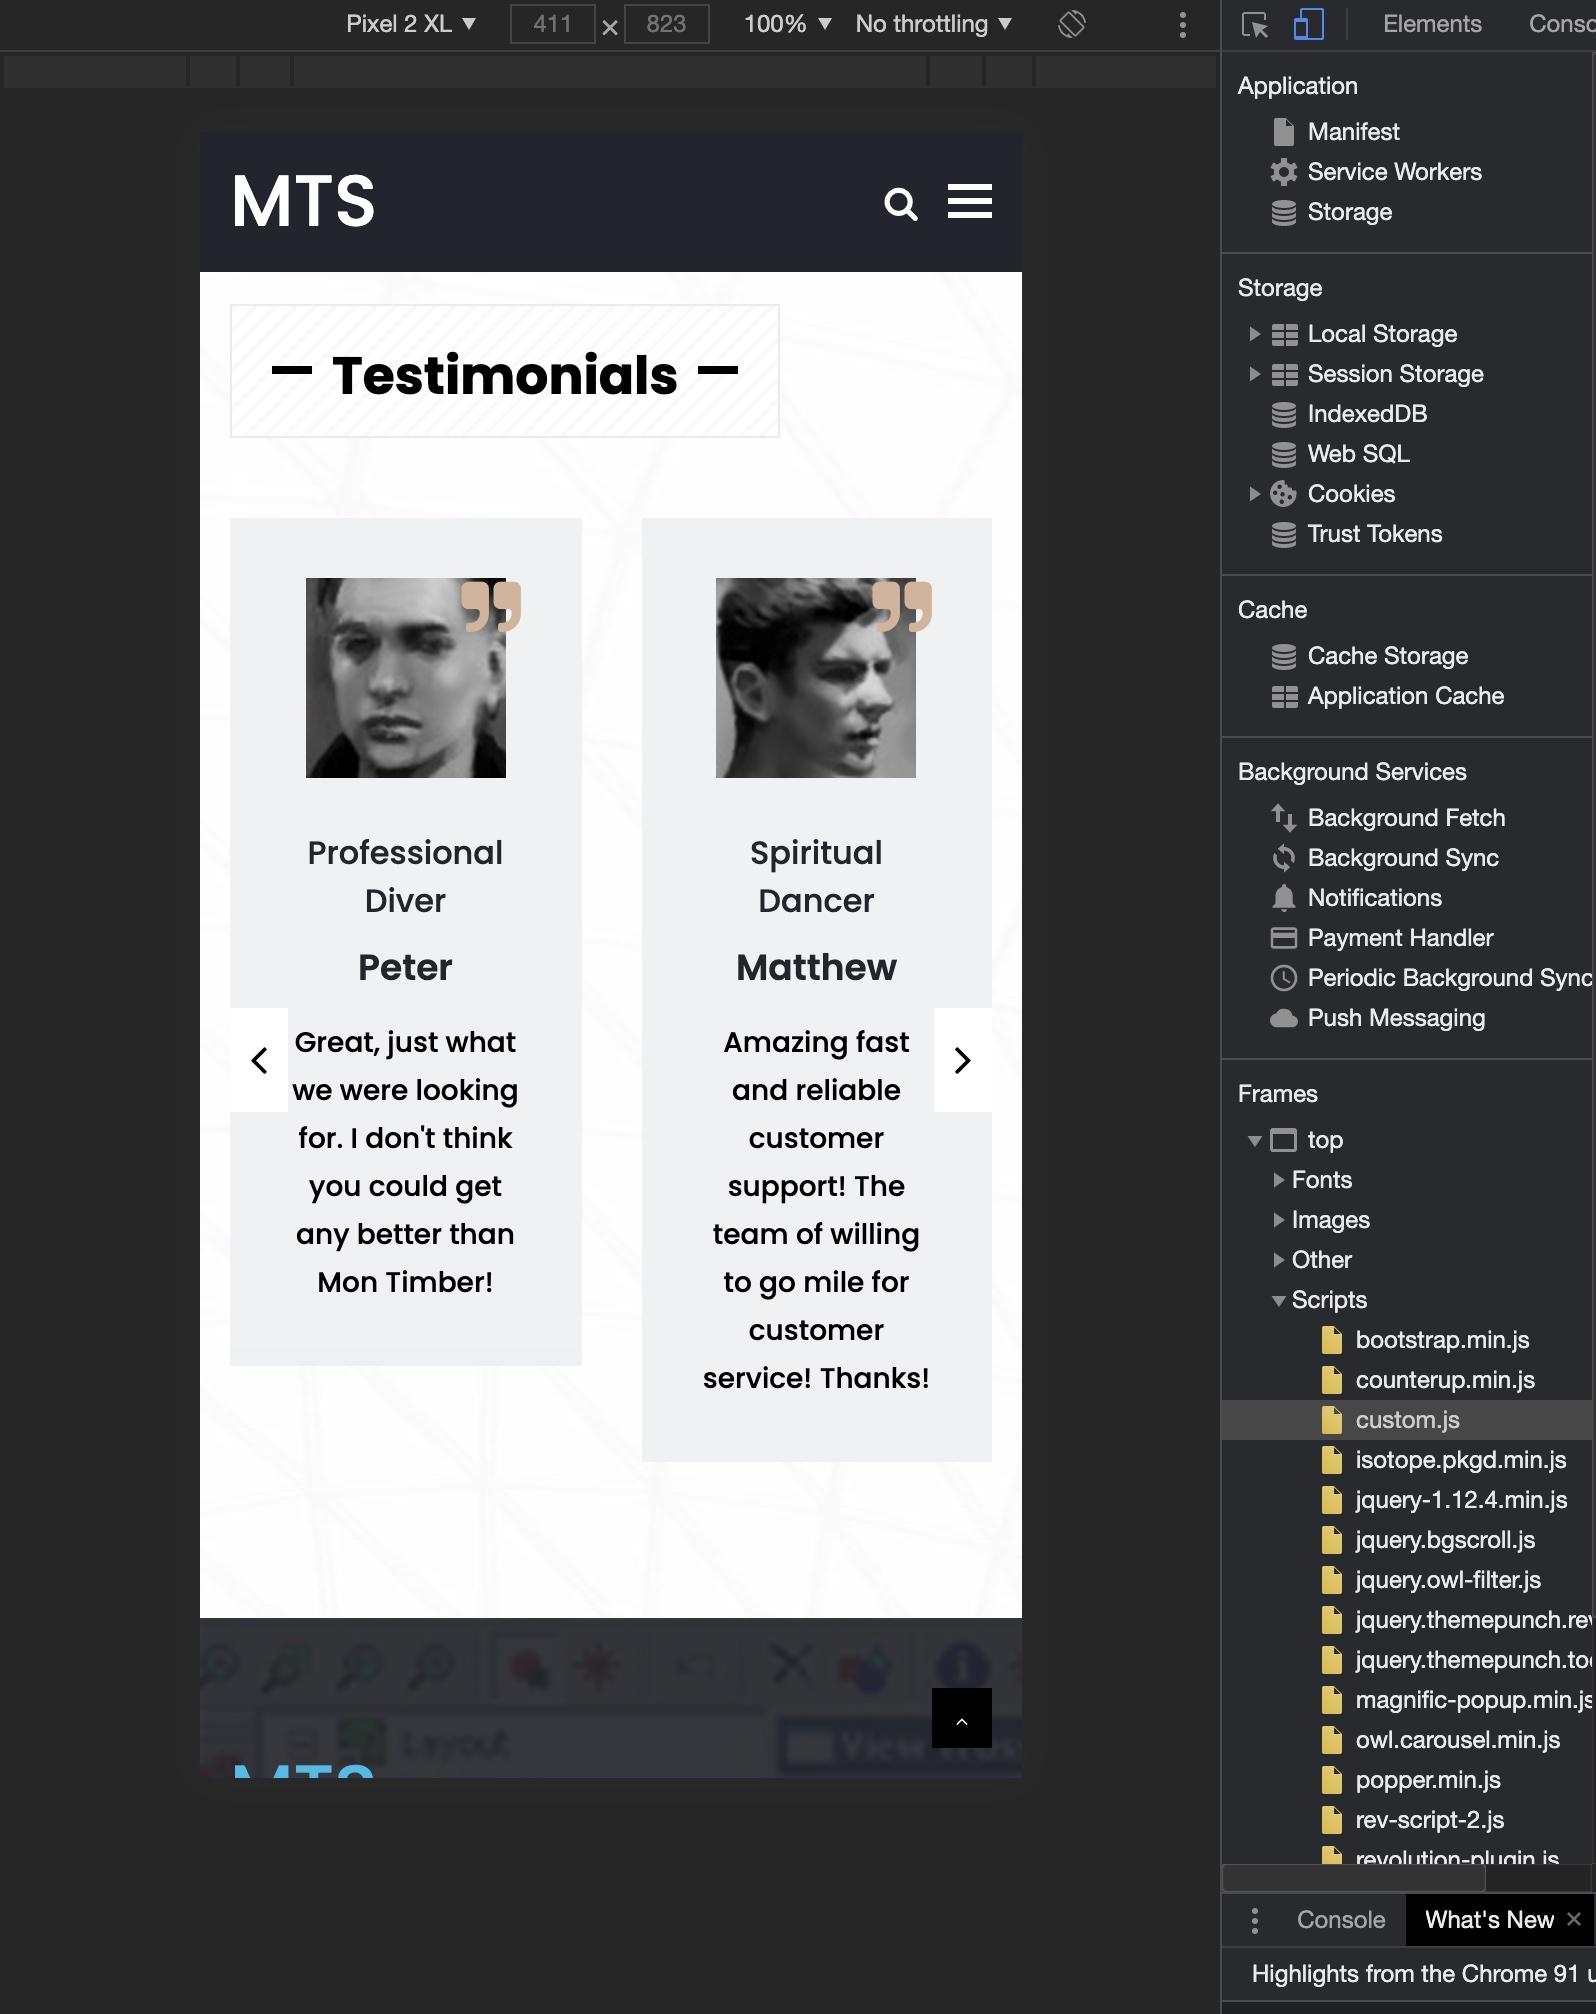 Pixel 2 XL ▼ 411 × 823 100% ▼ No throttling ▼
Elements
MTS
Testimonials
Professional
Diver
Peter
Great, just what
we were looking
for. I don't think
you could get
any better than
Mon Timber!
Spiritual
Dancer
Matthew
Amazing fast
and reliable
customer
support! The
team of willing
to go mile for
customer
service! Thanks!
Layout
MTS
Application
Manifest
Service Workers
Storage
Storage
Local Storage
Session Storage
IndexedDB
Web SQL
Cookies
Trust Tokens
Cache
Cache Storage
Application Cache
Background Services
Background Fetch
Background Sync
Notifications
Payment Handler
Periodic Background Sync
Push Messaging
Frames
top
Fonts
Images
Other
Scripts
bootstrap.min.js
counterup.min.js
custom.js
isotope.pkgd.min.js
jquery-1.12.4.min.js
jquery.bgscroll.js
jquery.owl-filter.js
jquery.themepunch.re
jquery.themepunch.to
magnific-popup.min.js
owl.carousel.min.js
popper.min.js
rev-script-2.js
revolution-plugin.js
Console What's New ×
Highlights from the Chrome 91 u